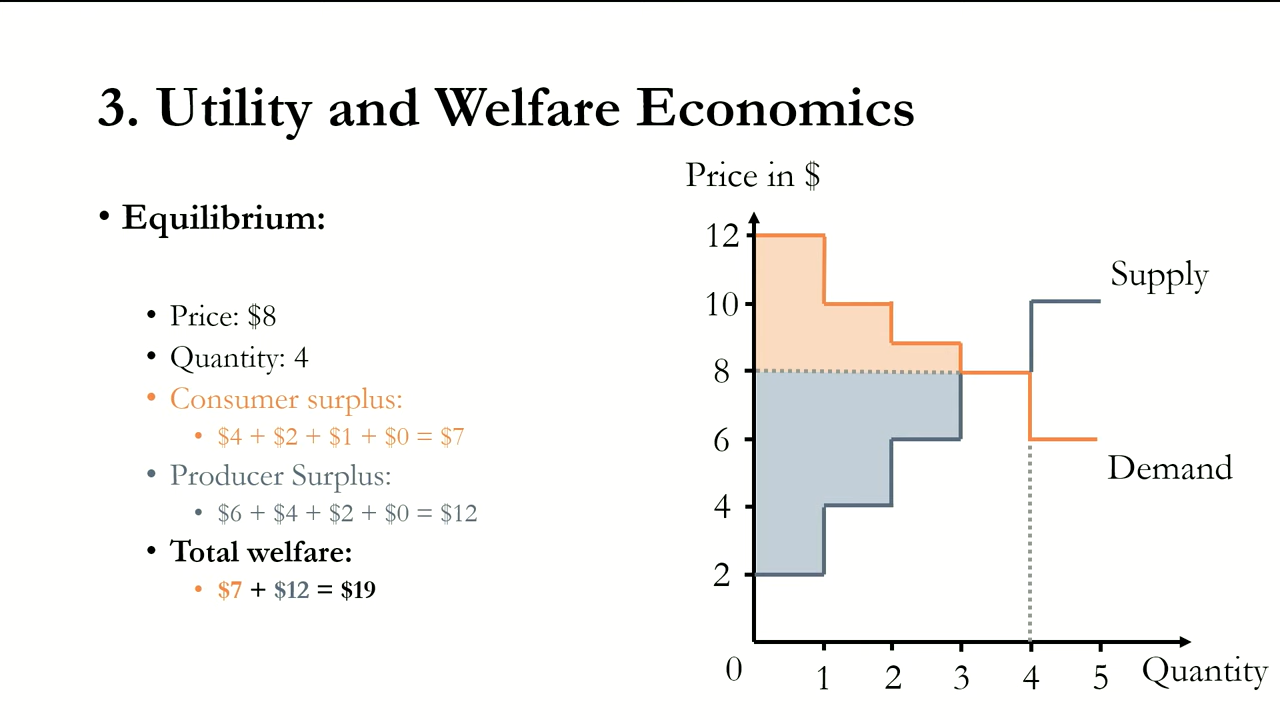 3. Utility and Welfare Economics
• Equilibrium:
• Price: $8
• Quantity: 4
• Consumer surplus:
• $4 + $2 + $1 + $0 = $7
• Producer Surplus:
• $6 + $4 + $2 + $0 = $12
• Total welfare:
• $7 + $12 = $19
Price in $
12
10
8
6
4
2
0
1 2 3 4 5
Quantity
Supply
Demand